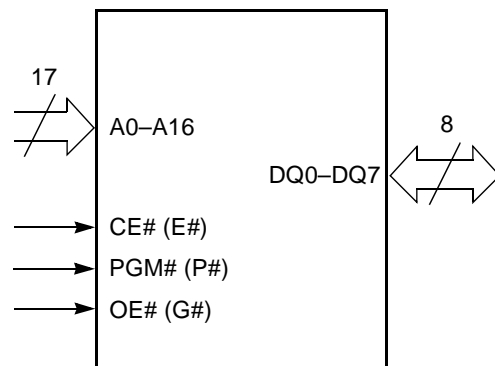 17
A0–A16
8
DQ0–DQ7
CE# (E#)
PGM# (P#)
OE# (G#)